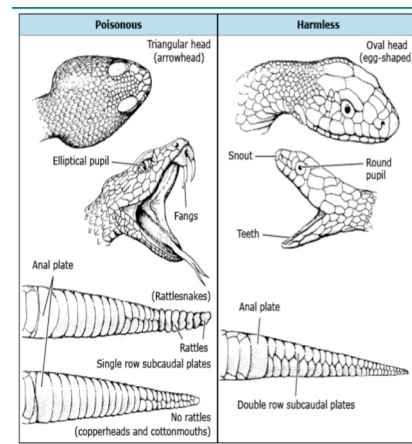 Poisonous
Harmless
Triangular head
(arrowhead)
Elliptical pupil
Fangs
Anal plate
(Rattlesnakes)
Rattles
Single row subcaudal plates
No rattles
(copperheads and cottonmouths)
Oval head
(egg-shaped)
Snout
Round
pupil
Teeth
Anal plate
Double row subcaudal plates